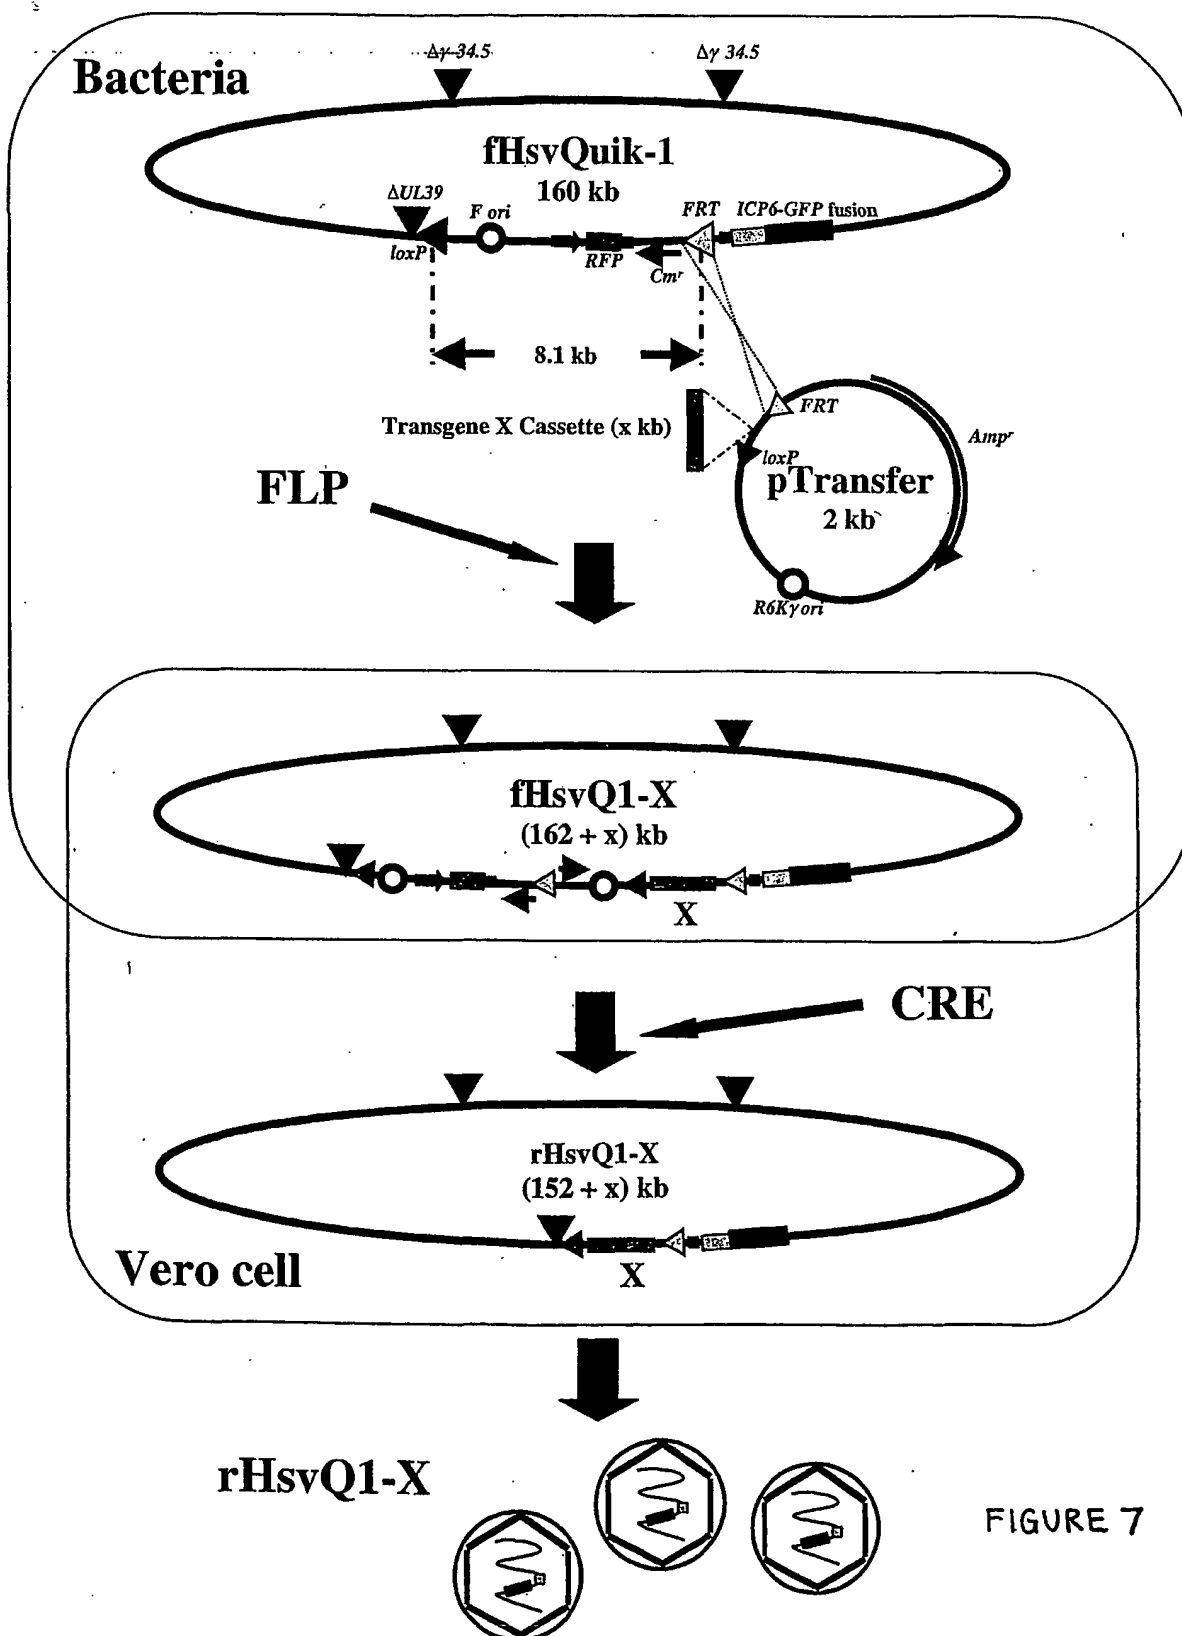 Δγ-34.5
Δγ 34.5
Bacteria
fHsvQuik-1
160 kb
ΔUL39
F ori
FRT
ICP6-GFP fusion
loxP
RFP
Cmʳ
8.1 kb
Transgene X Cassette (x kb)
FRT
Ampʳ
loxP
pTransfer
2 kb
FLP
R6Kγ ori
fHsvQ1-X
(162 + x) kb
X
CRE
rHsvQ1-X
(152 + x) kb
X
Vero cell
rHsvQ1-X
FIGURE 7